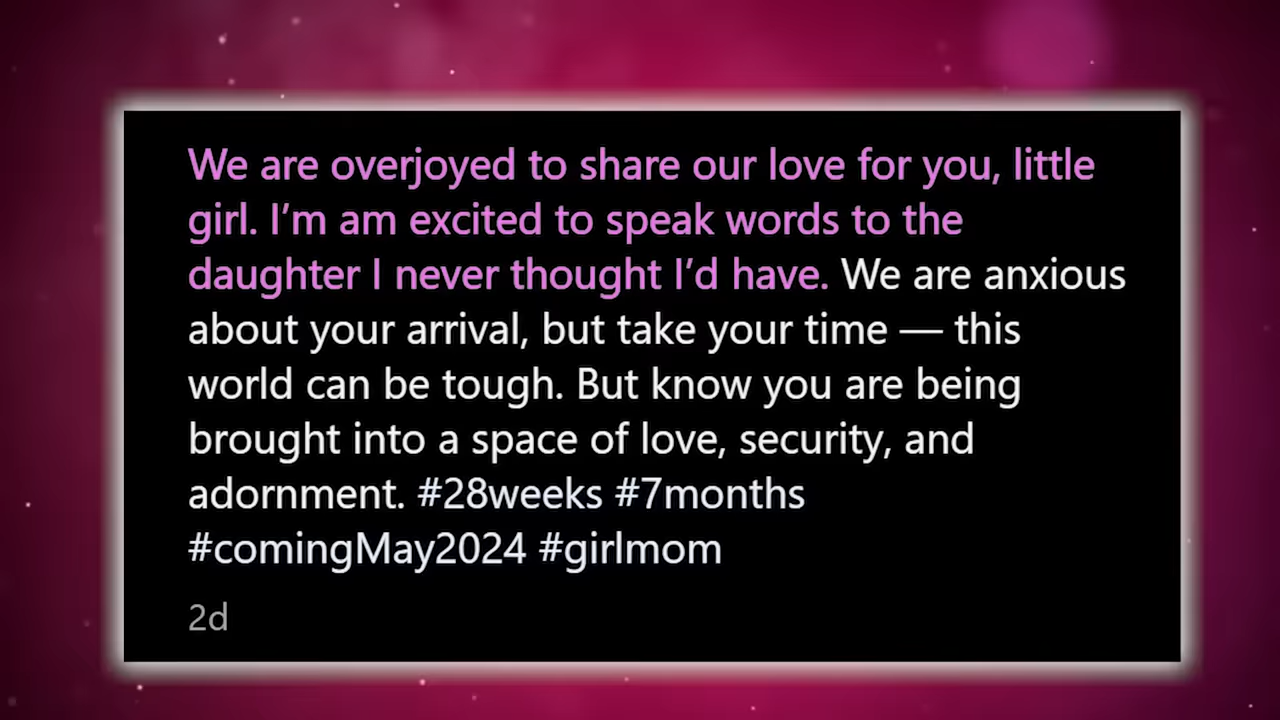 We are overjoyed to share our love for you, little
girl. I’m am excited to speak words to the
daughter I never thought I’d have. We are anxious
about your arrival, but take your time — this
world can be tough. But know you are being
brought into a space of love, security, and
adornment. #28weeks #7months
#comingMay2024 #girlmom
2d